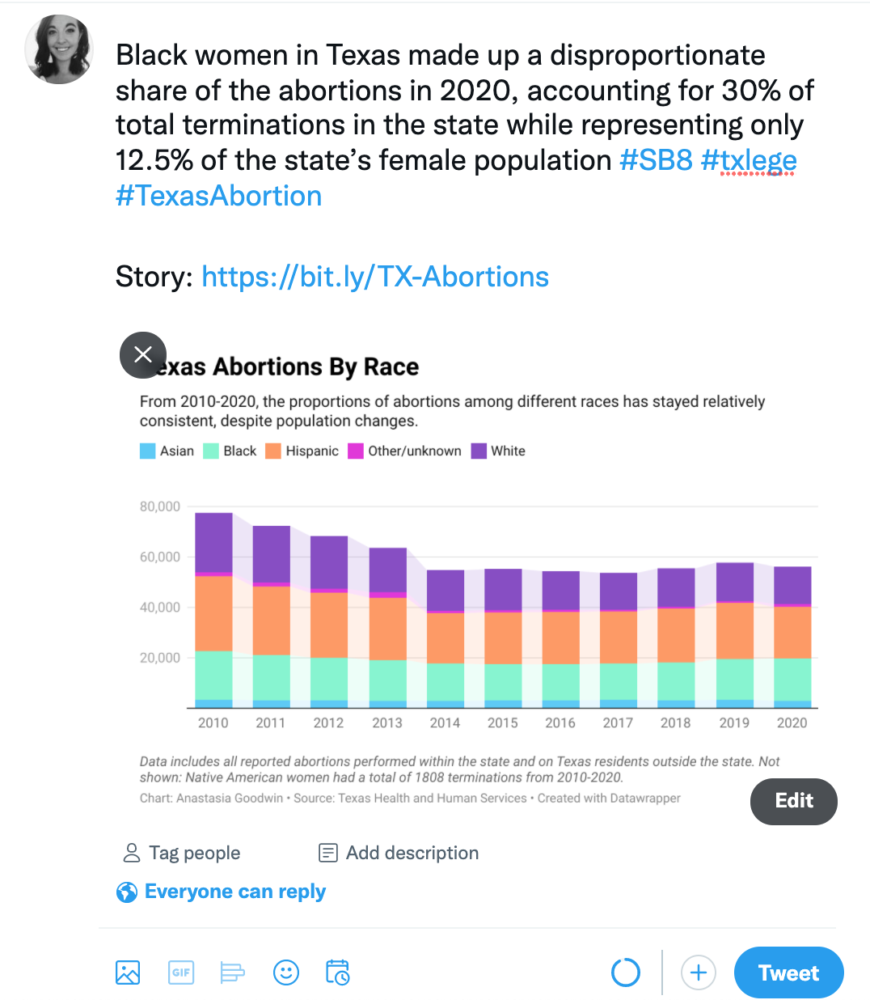 Black women in Texas made up a disproportionate
share of the abortions in 2020, accounting for 30% of
total terminations in the state while representing only
12.5% of the state’s female population #SB8 #txlege
#TexasAbortion
Story: https://bit.ly/TX-Abortions
exas Abortions By Race
From 2010-2020, the proportions of abortions among different races has stayed relatively
consistent, despite population changes.
Asian Black Hispanic Other/unknown White
80,000
60,000
40,000
20,000
2010 2011 2012 2013 2014 2015 2016 2017 2018 2019 2020
Data includes all reported abortions performed within the state and on Texas residents outside the state. Not
shown: Native American women had a total of 1808 terminations from 2010-2020.
Chart: Anastasia Goodwin • Source: Texas Health and Human Services • Created with Datawrapper
Edit
Tag people Add description
Everyone can reply
GIF
Tweet